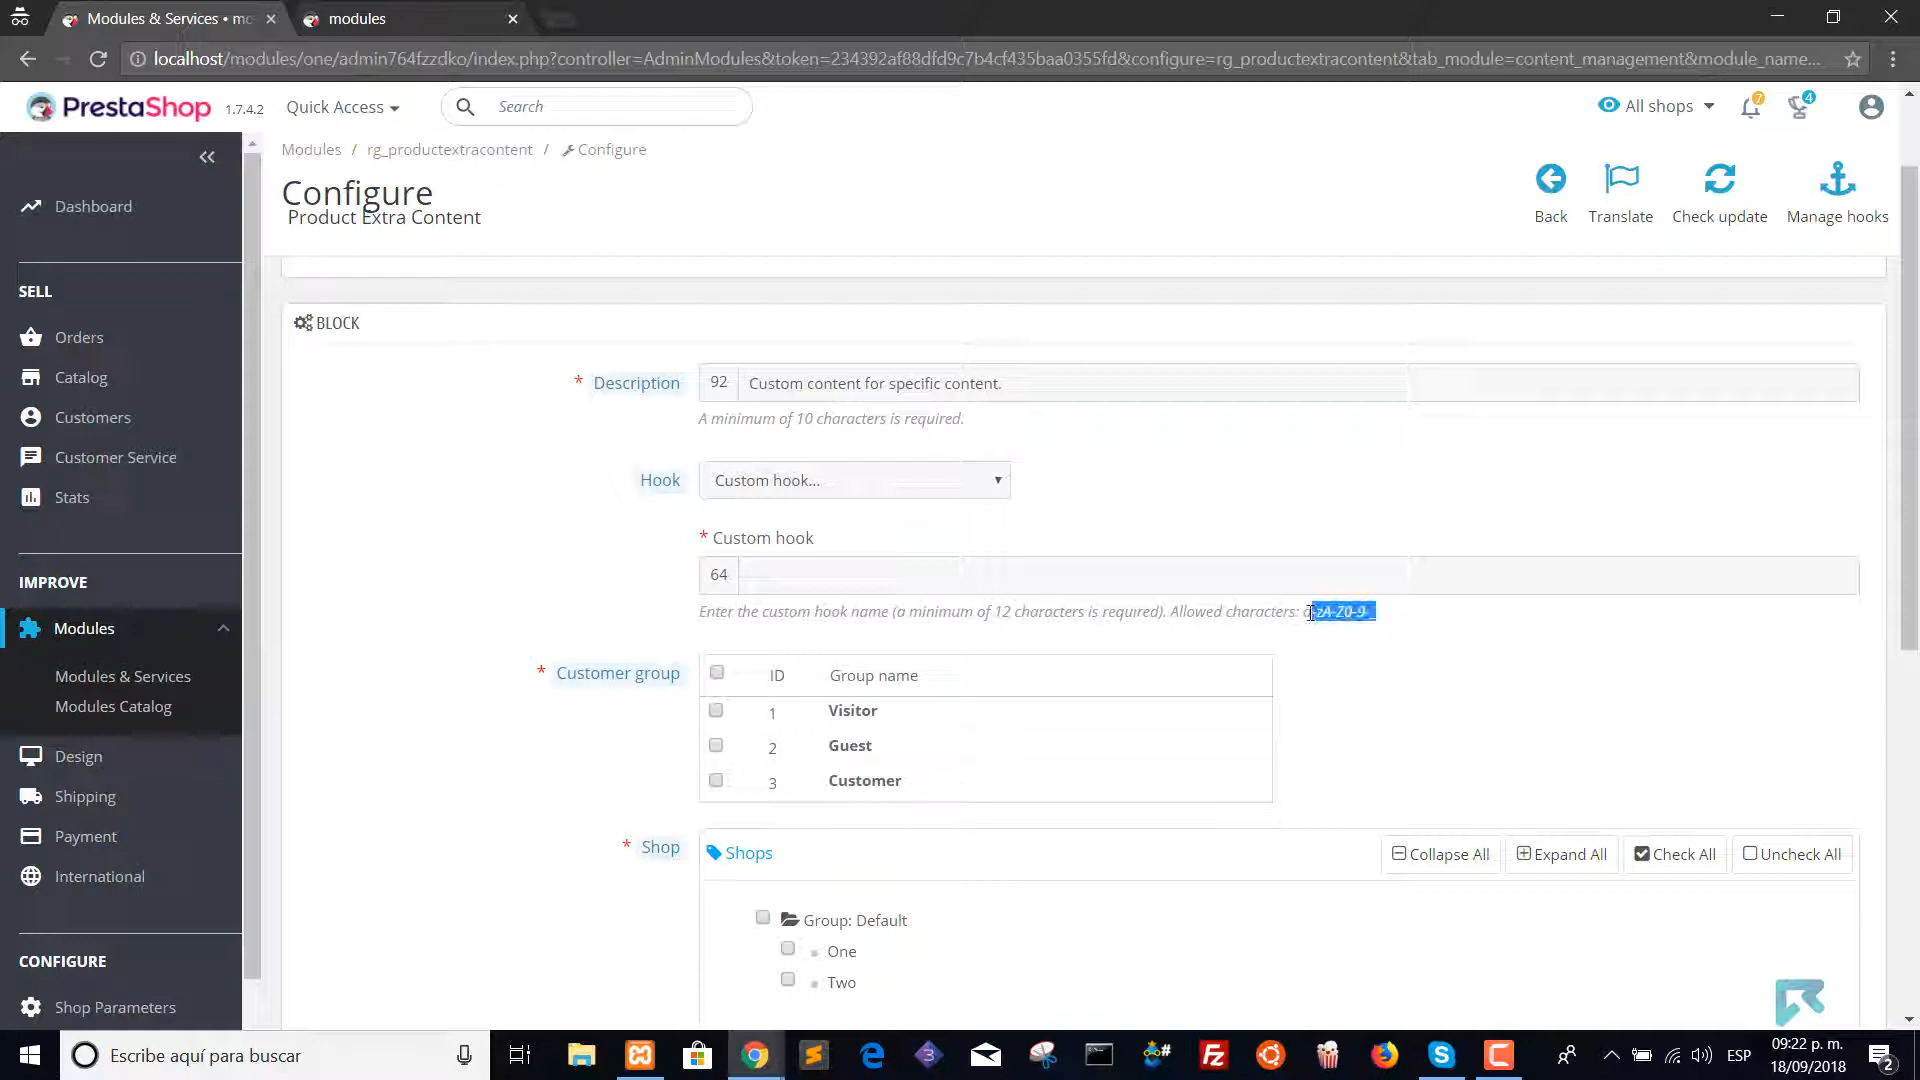 Modules & Services • mo
modules
localhost/modules/one/admin764fzzdko/index.php?controller=AdminModules&token=234392af88dfd9c7b4cf435baa0355fd&configure=rg_productextracontent&tab_module=content_management&module_name...
PrestaShop 1.7.4.2 Quick Access Search All shops 7 4
Modules / rg_productextracontent / Configure
Configure
Product Extra Content
Back Translate Check update Manage hooks
Dashboard
SELL
Orders
Catalog
Customers
Customer Service
Stats
IMPROVE
Modules
Modules & Services
Modules Catalog
Design
Shipping
Payment
International
CONFIGURE
Shop Parameters
BLOCK
* Description 92 Custom content for specific content.
A minimum of 10 characters is required.
Hook Custom hook...
* Custom hook
64
Enter the custom hook name (a minimum of 12 characters is required). Allowed characters: a-zA-Z0-9_
* Customer group ID Group name
1 Visitor
2 Guest
3 Customer
* Shop Shops Collapse All Expand All Check All Uncheck All
Group: Default
One
Two
Escribe aquí para buscar
ESP
09:22 p. m.
18/09/2018
2